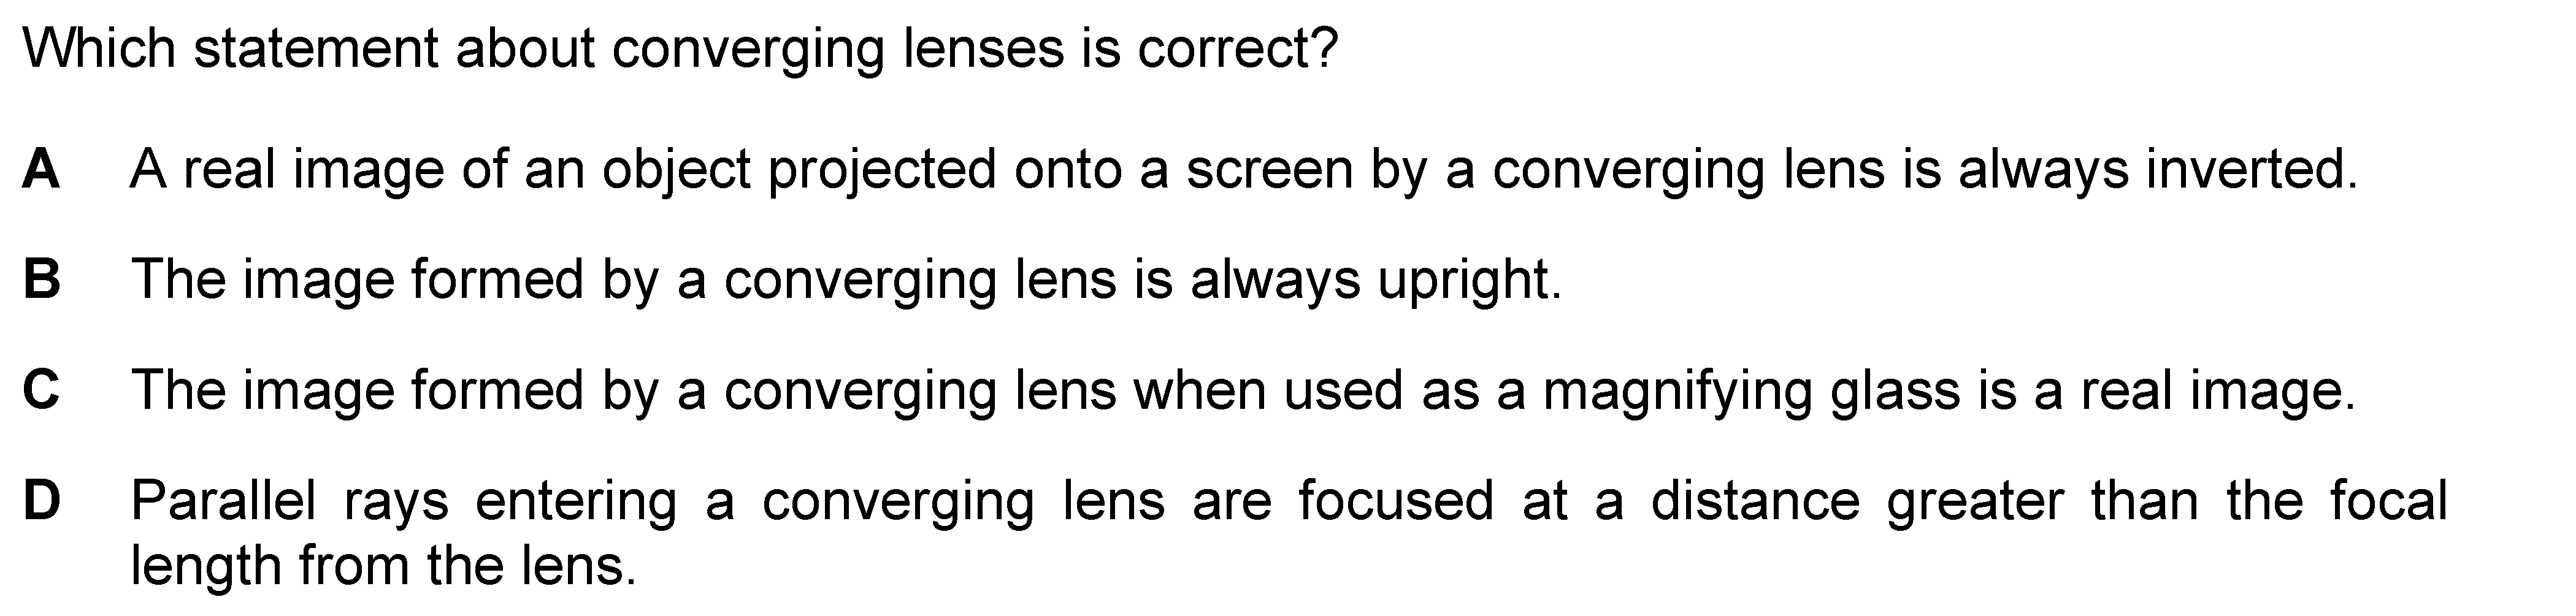 Which statement about converging lenses is correct?
A A real image of an object projected onto a screen by a converging lens is always inverted.
B The image formed by a converging lens is always upright.
C The image formed by a converging lens when used as a magnifying glass is a real image.
D Parallel rays entering a converging lens are focused at a distance greater than the focal
length from the lens.